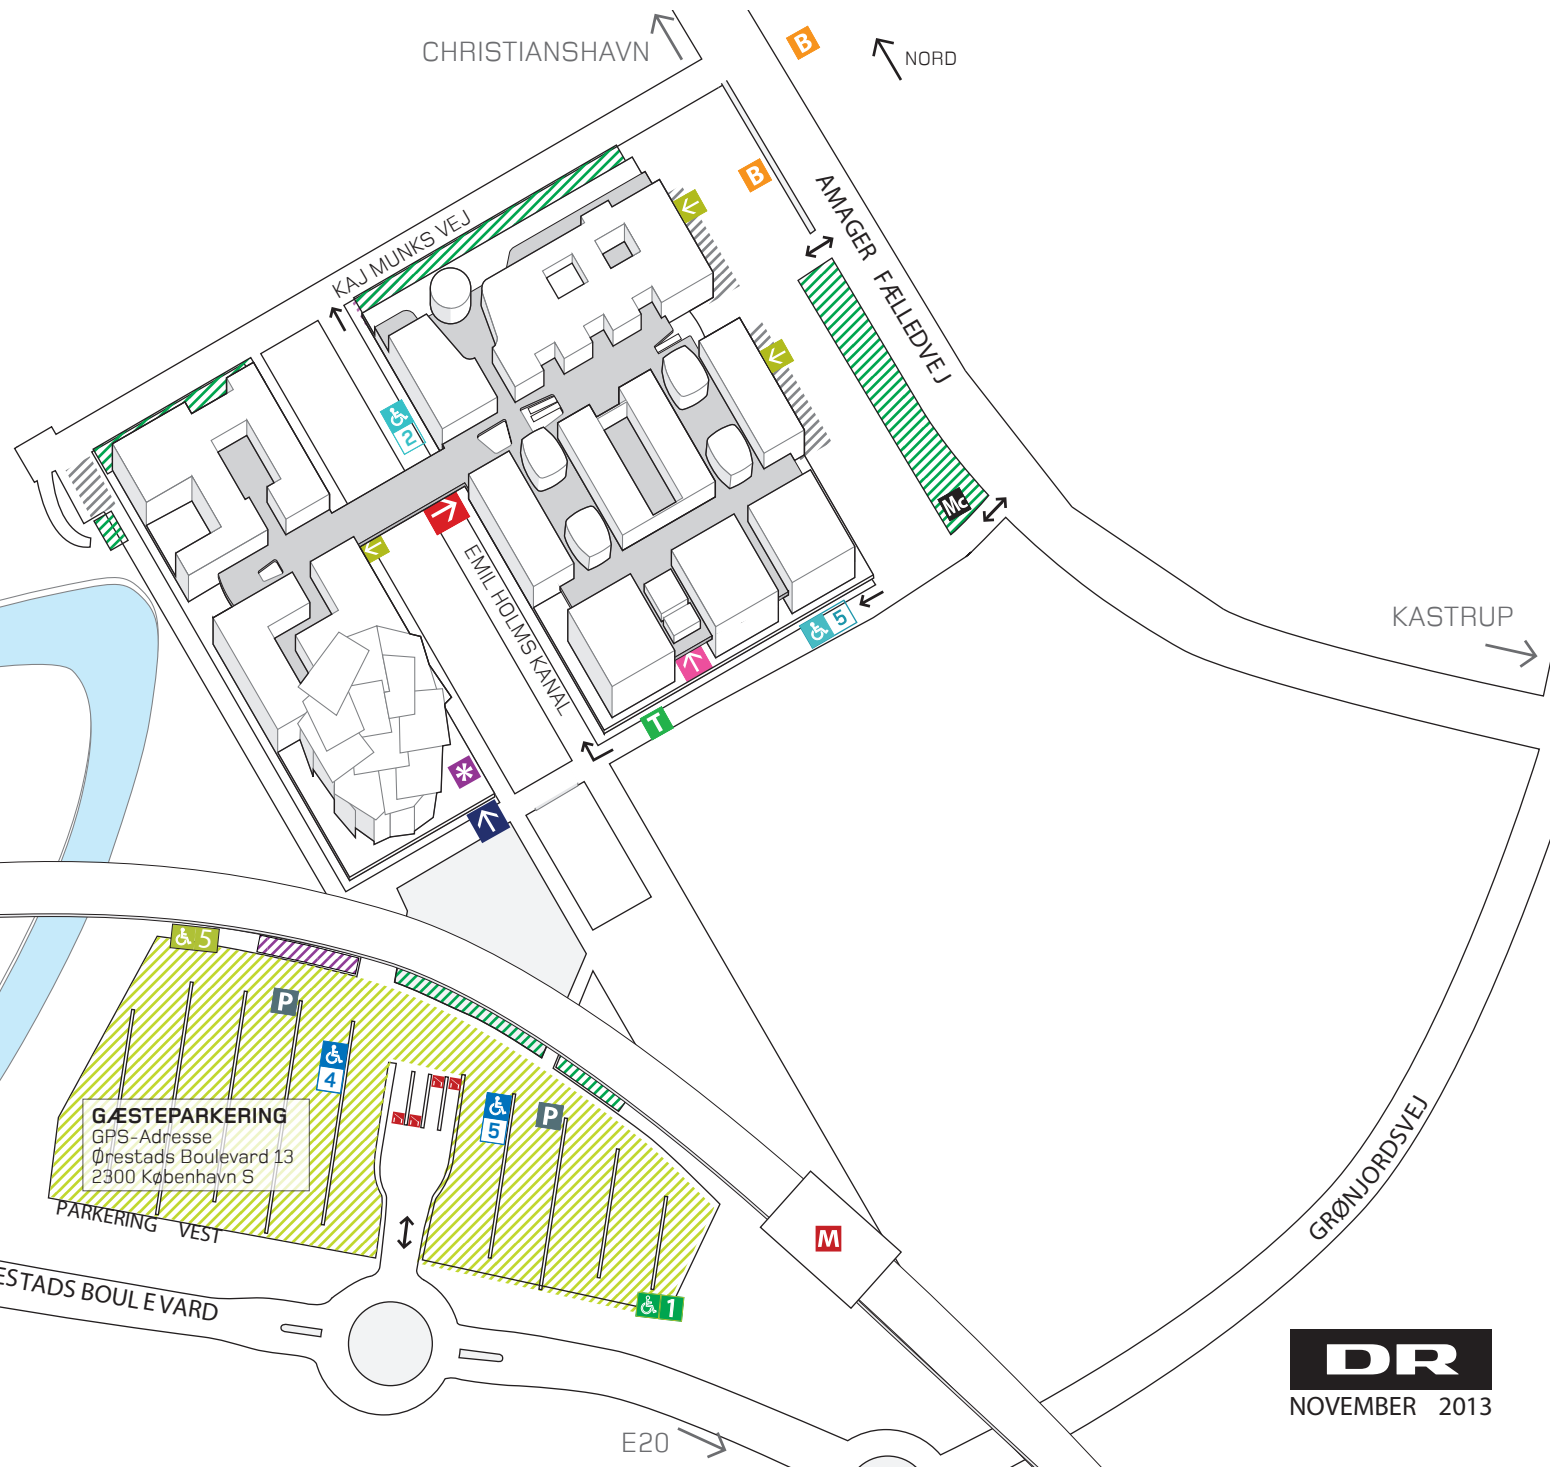 CHRISTIANSHAVN
B
NORD
B
AMAGER FÆLLEDVEJ
KAJ MUNKS VEJ
2
Mc
EMIL HOLMS KANAL
5
KASTRUP
T
*
5
P
4
5
P
GÆSTEPARKERING
GPS-Adresse
Ørestads Boulevard 13
2300 København S
PARKERING VEST
ESTADS BOULEVARD
M
1
GRØNJORDSVEJ
DR
NOVEMBER 2013
E20